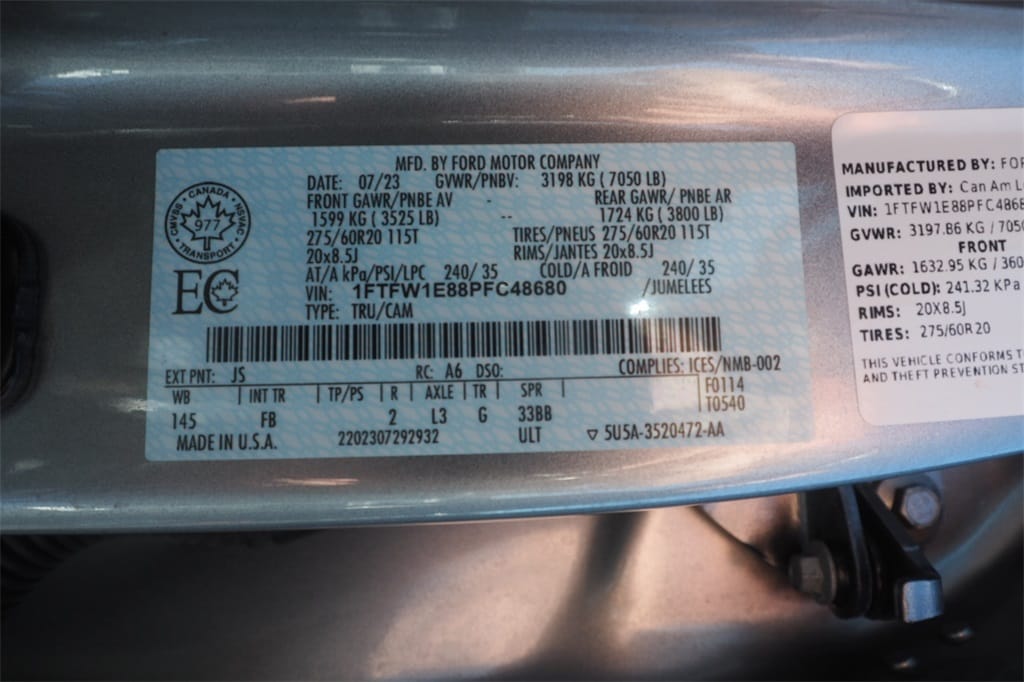 MFD. BY FORD MOTOR COMPANY
DATE: 07/23 GVWR/PNBV: 3198 KG ( 7050 LB)
FRONT GAWR/PNBE AV - REAR GAWR/ PNBE AR
1599 KG ( 3525 LB) -- 1724 KG ( 3800 LB)
275/60R20 115T TIRES/PNEUS 275/60R20 115T
20x8.5J RIMS/JANTES 20x8.5J
AT/A kPa/PSI/LPC 240/ 35 COLD/A FROID 240/ 35
VIN: 1FTFW1E88PFC48680 /JUMELEES
TYPE: TRU/CAM
CANADA
CMVSS NSVAC
977
TRANSPORT
EC
EXT PNT: JS RC: A6 DSO: COMPLIES: ICES/NMB-002
WB | INT TR | TP/PS | R | AXLE | TR | SPR | F0114
145 FB 2 L3 G 33BB T0540
MADE IN U.S.A. 2202307292932 ULT ▽ 5U5A-3520472-AA
MANUFACTURED BY:
IMPORTED BY: Can Am
VIN: 1FTFW1E88PFC486
GVWR: 3197.86 KG / 705
FRONT
GAWR: 1632.95 KG / 360
PSI (COLD): 241.32 KPA
RIMS: 20X8.5J
TIRES: 275/60R20
THIS VEHICLE CONFORMS
AND THEFT PREVENTION